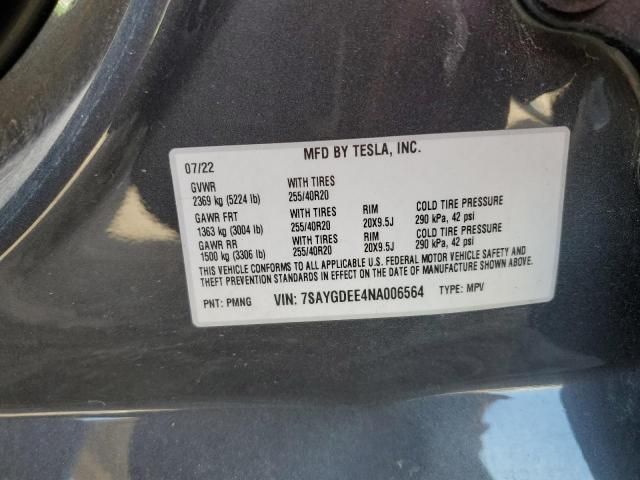 MFD BY TESLA, INC.
07/22
GVWR WITH TIRES
2369 kg (5224 lb) 255/40R20
GAWR FRT WITH TIRES RIM COLD TIRE PRESSURE
1363 kg (3004 lb) 255/40R20 20X9.5J 290 kPa, 42 psi
GAWR RR WITH TIRES RIM COLD TIRE PRESSURE
1500 kg (3306 lb) 255/40R20 20X9.5J 290 kPa, 42 psi
THIS VEHICLE CONFORMS TO ALL APPLICABLE U.S. FEDERAL MOTOR VEHICLE SAFETY AND
THEFT PREVENTION STANDARDS IN EFFECT ON THE DATE OF MANUFACTURE SHOWN ABOVE.
PNT: PMNG VIN: 7SAYGDEE4NA006564 TYPE: MPV